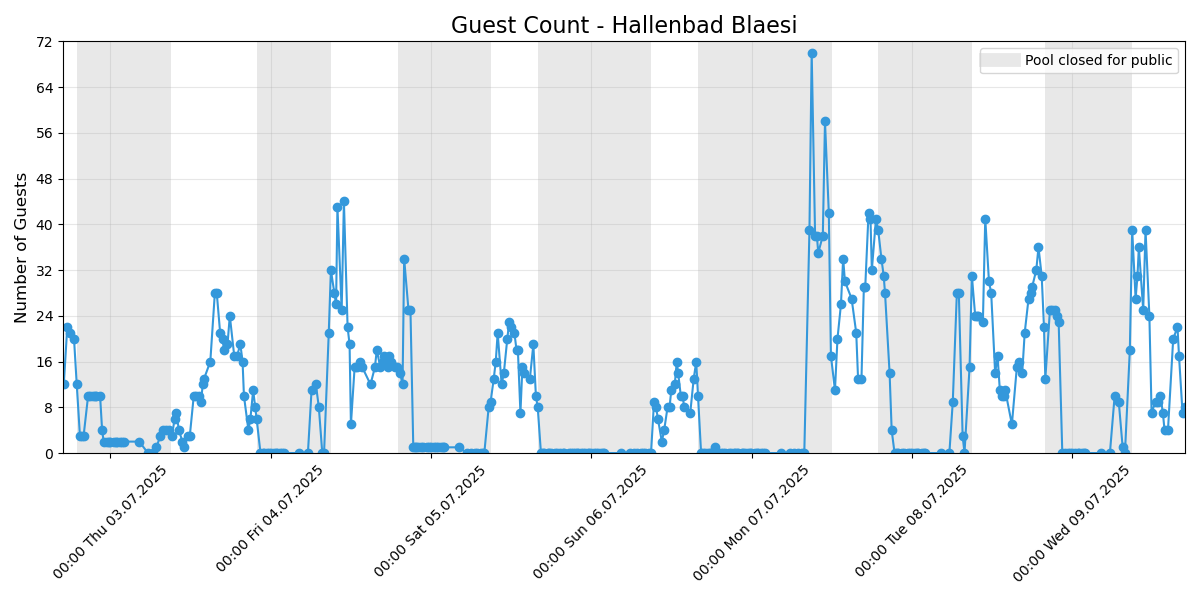 Guest Count - Hallenbad Blaesi
Pool closed for public
Number of Guests
72
64
56
48
40
32
24
16
8
0
00:00 Thu 03.07.2025
00:00 Fri 04.07.2025
00:00 Sat 05.07.2025
00:00 Sun 06.07.2025
00:00 Mon 07.07.2025
00:00 Tue 08.07.2025
00:00 Wed 09.07.2025